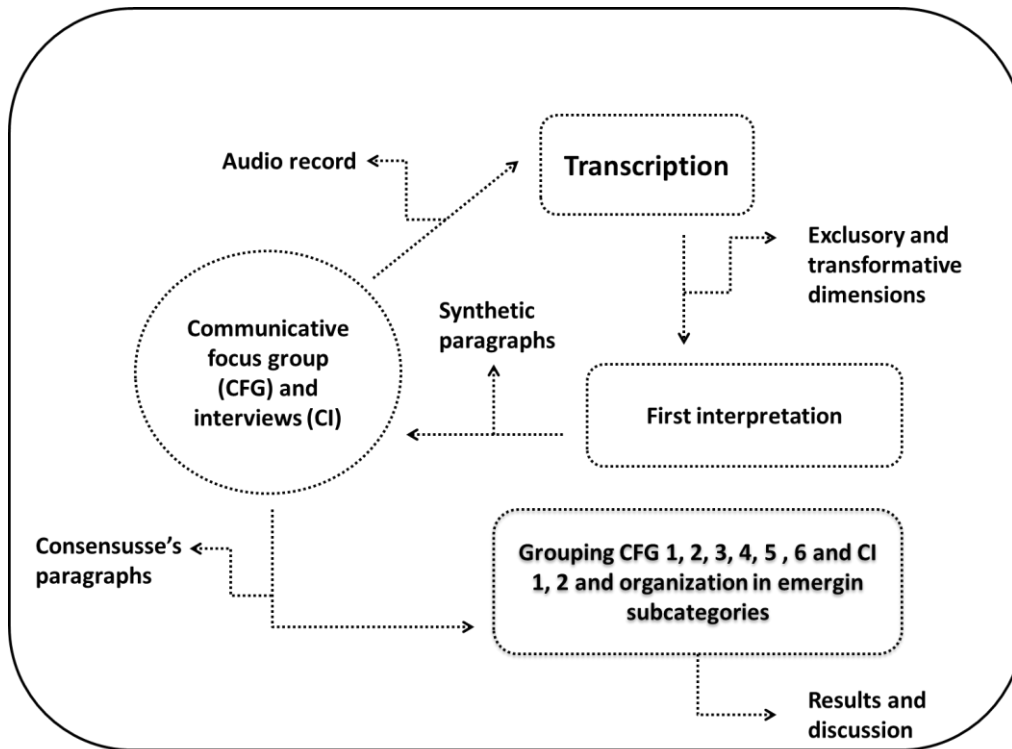 Audio record
Transcription
Exclusory and
transformative
dimensions
Synthetic
paragraphs
Communicative
focus group
(CFG) and
interviews (CI)
First interpretation
Consensusse's
paragraphs
Grouping CFG 1, 2, 3, 4, 5 , 6 and CI
1, 2 and organization in emergin
subcategories
Results and
discussion